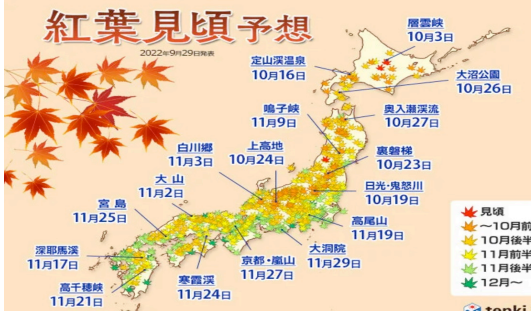 紅葉見頃予想
2022年9月29日発表
層雲峡
10月3日
定山渓温泉
10月16日
大沼公園
10月26日
鳴子峡
11月9日
奥入瀬渓流
10月27日
白川郷
11月3日
上高地
10月24日
裏磐梯
10月23日
大山
11月2日
日光・鬼怒川
10月19日
宮島
11月25日
高尾山
11月19日
深耶馬渓
11月17日
大洞院
11月29日
京都・嵐山
11月27日
寒霞渓
11月24日
高千穂峡
11月21日
見頃
～10月前
10月後半
11月前半
11月後半
12月～
tenki